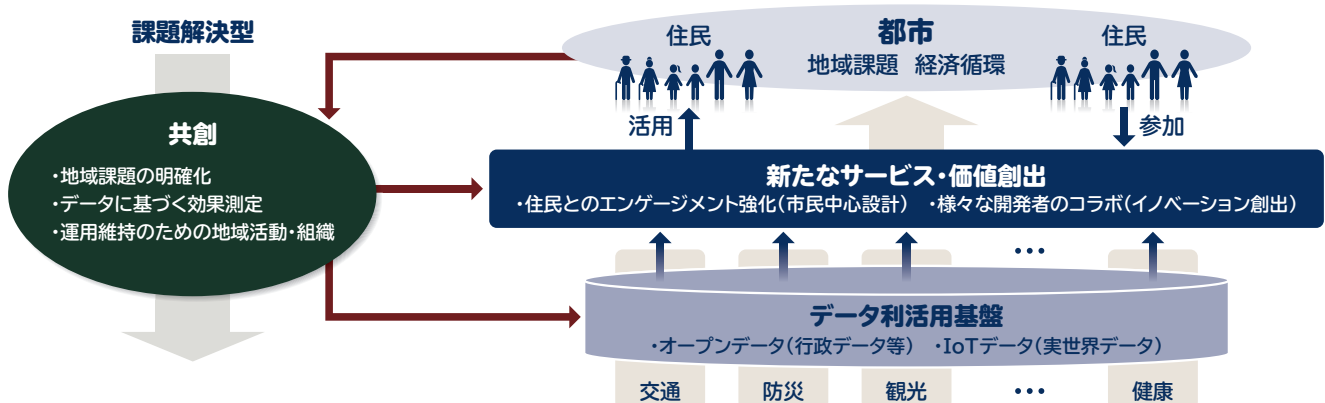 課題解決型
共創
・地域課題の明確化
・データに基づく効果測定
・運用維持のための地域活動・組織
都市
住民
住民
地域課題 経済循環
活用
参加
新たなサービス・価値創出
・住民とのエンゲージメント強化(市民中心設計) ・様々な開発者のコラボ(イノベーション創出)
…
データ利活用基盤
・オープンデータ(行政データ等) ・IoTデータ(実世界データ)
交通 防災 観光 … 健康